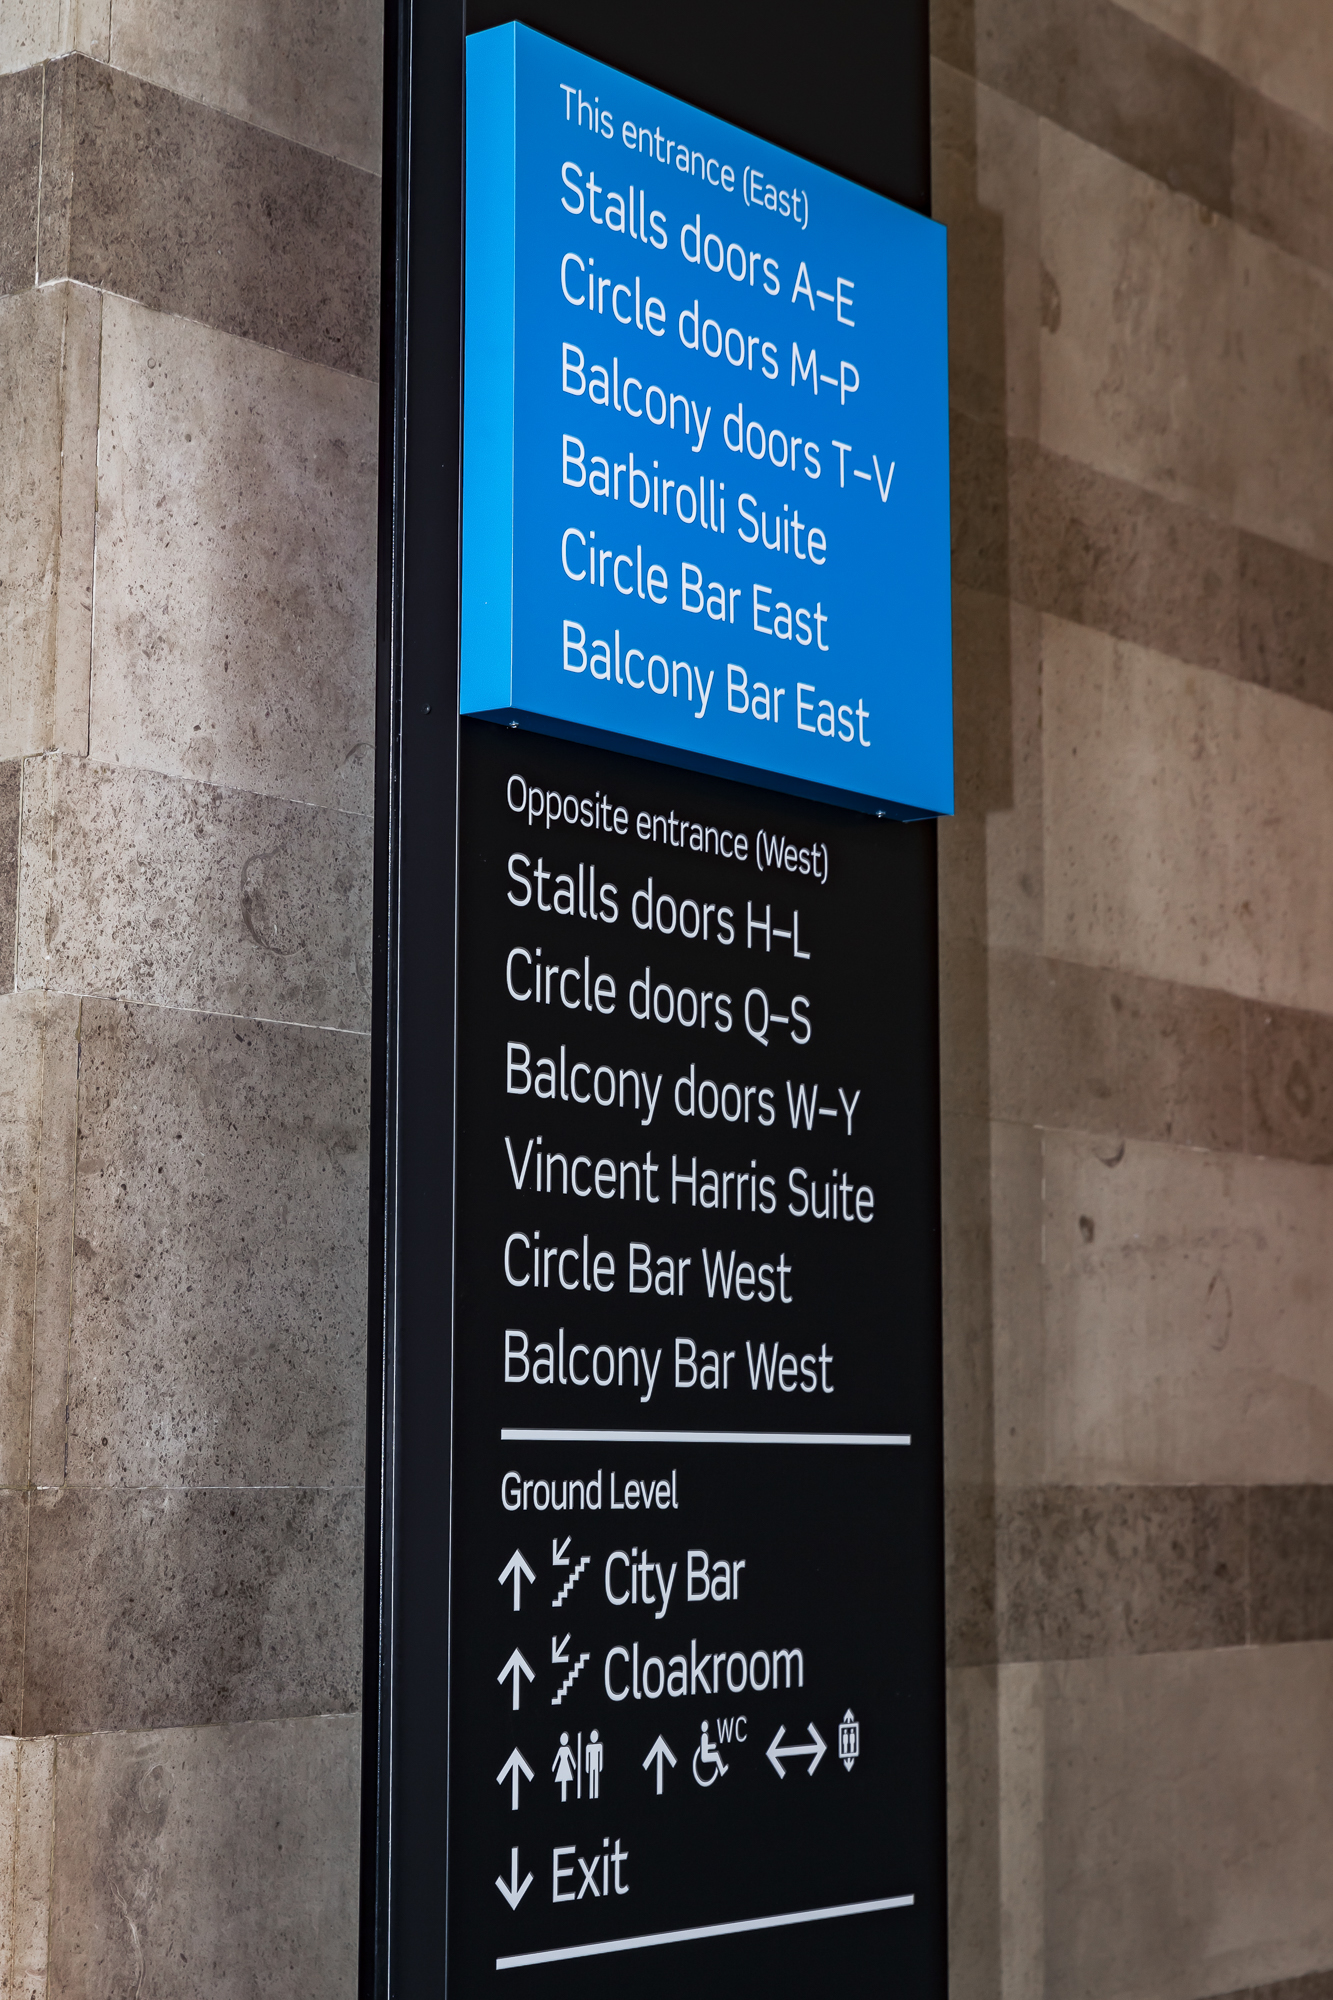 This entrance (East)
Stalls doors A–E
Circle doors M–P
Balcony doors T–V
Barbirolli Suite
Circle Bar East
Balcony Bar East
Opposite entrance (West)
Stalls doors H–L
Circle doors Q–S
Balcony doors W–Y
Vincent Harris Suite
Circle Bar West
Balcony Bar West
Ground Level
City Bar
Cloakroom
WC
Exit